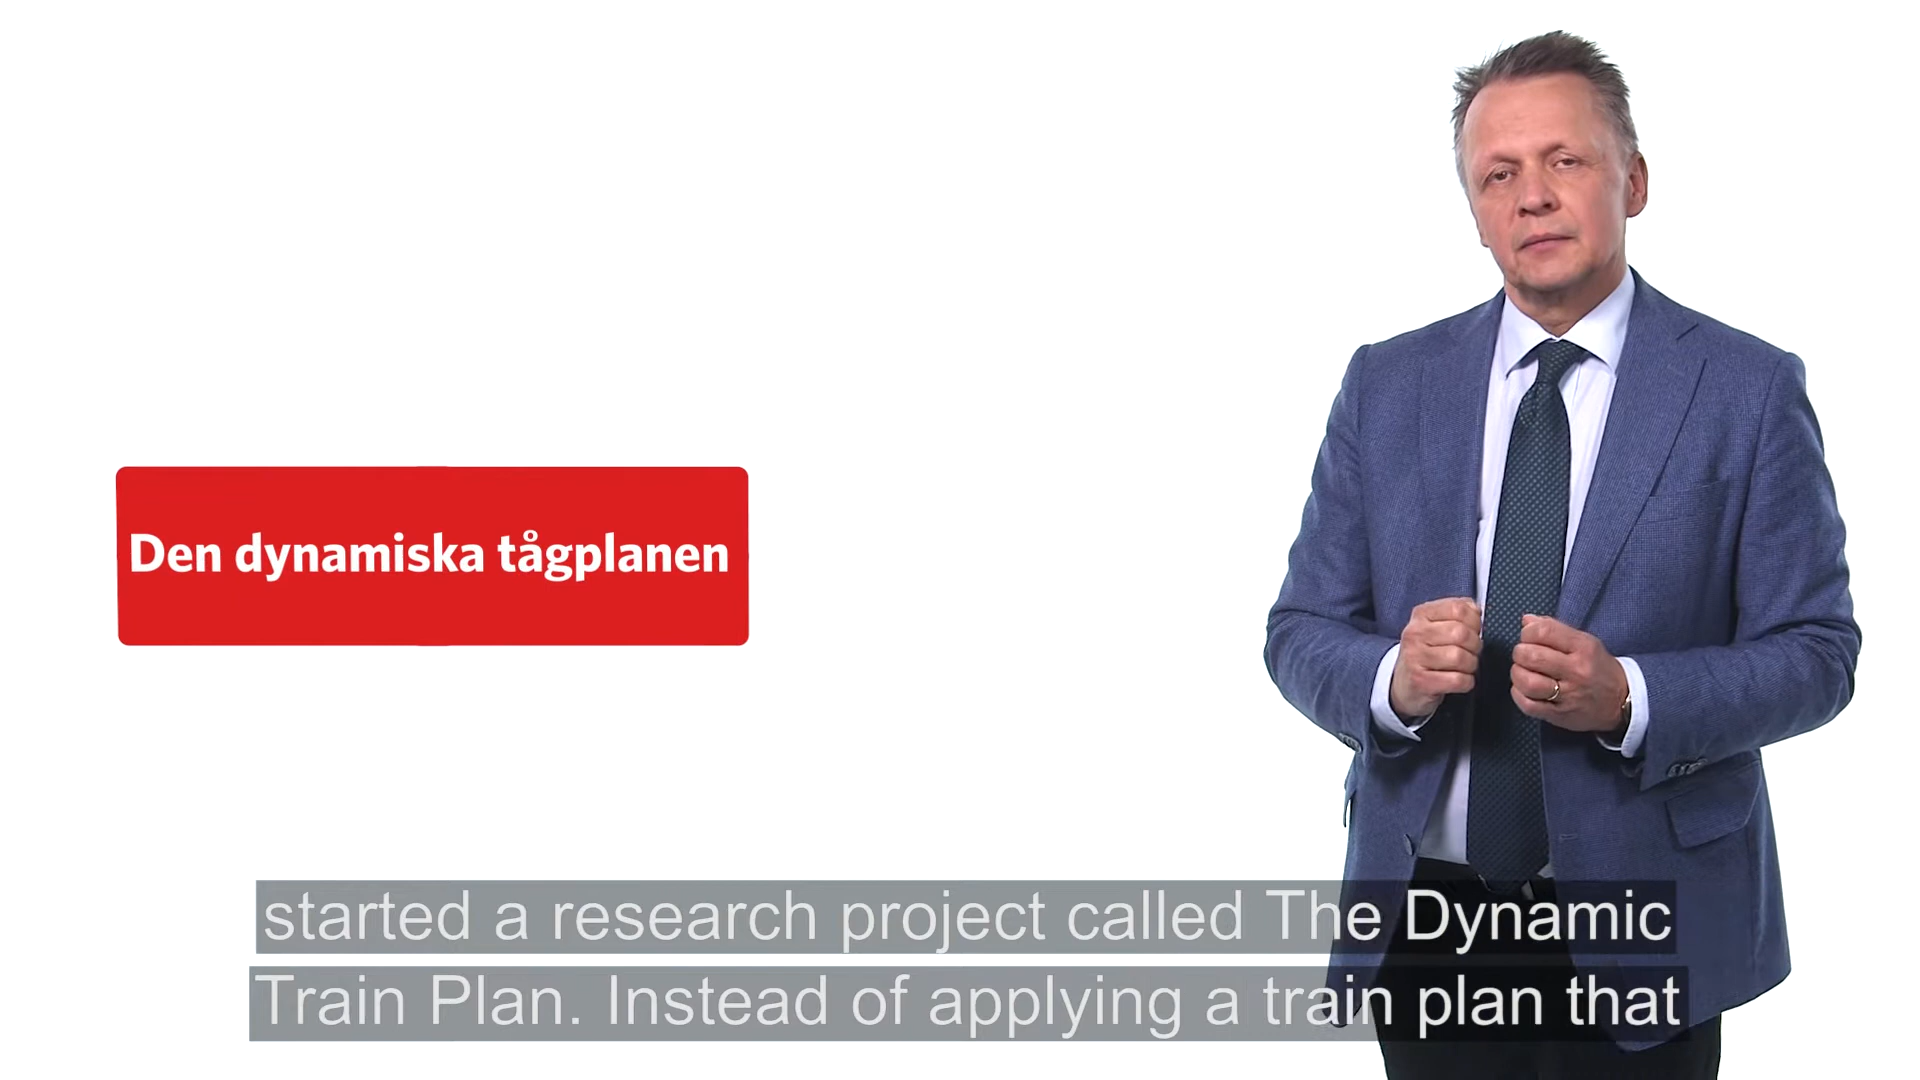 Den dynamiska tågplanen
started a research project called The Dynamic
Train Plan. Instead of applying a train plan that